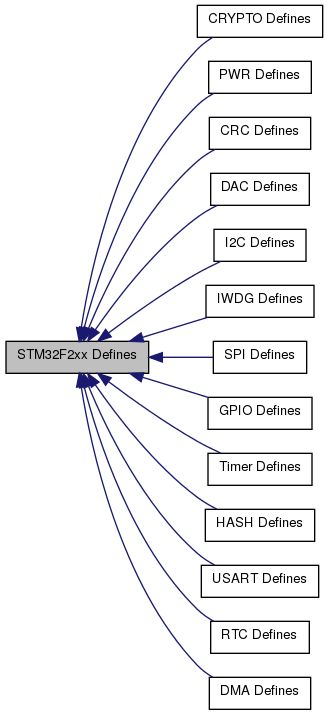 CRYPTO Defines
PWR Defines
CRC Defines
DAC Defines
I2C Defines
IWDG Defines
STM32F2xx Defines
SPI Defines
GPIO Defines
Timer Defines
HASH Defines
USART Defines
RTC Defines
DMA Defines